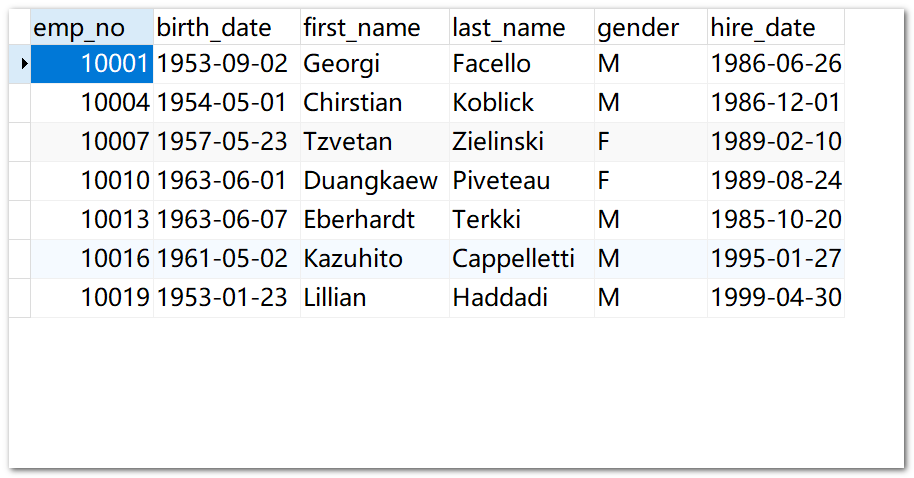 emp_no birth_date first_name last_name gender hire_date
10001 1953-09-02 Georgi Facello M 1986-06-26
10004 1954-05-01 Chirstian Koblick M 1986-12-01
10007 1957-05-23 Tzvetan Zielinski F 1989-02-10
10010 1963-06-01 Duangkaew Piveteau F 1989-08-24
10013 1963-06-07 Eberhardt Terkki M 1985-10-20
10016 1961-05-02 Kazuhito Cappelletti M 1995-01-27
10019 1953-01-23 Lillian Haddadi M 1999-04-30